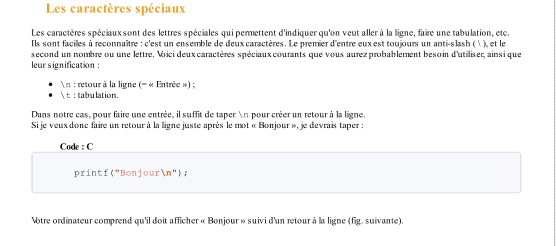 Les caractères spéciaux
Les caractères spéciaux sont des lettres spéciales qui permettent d'indiquer qu'on veut aller à la ligne, faire une tabulation, etc.
Ils sont faciles à reconnaître : c'est un ensemble de deux caractères. Le premier d'entre eux est toujours un anti-slash ( \ ), et le
second un nombre ou une lettre. Voici deux caractères spéciaux courants que vous aurez probablement besoin d'utiliser, ainsi que
leur signification :
• \n : retour à la ligne (= « Entrée ») ;
• \t : tabulation.
Dans notre cas, pour faire une entrée, il suffit de taper \n pour créer un retour à la ligne.
Si je veux donc faire un retour à la ligne juste après le mot « Bonjour », je devrais taper :
Code : C
printf("Bonjour\n");
Votre ordinateur comprend qu'il doit afficher « Bonjour » suivi d'un retour à la ligne (fig. suivante).